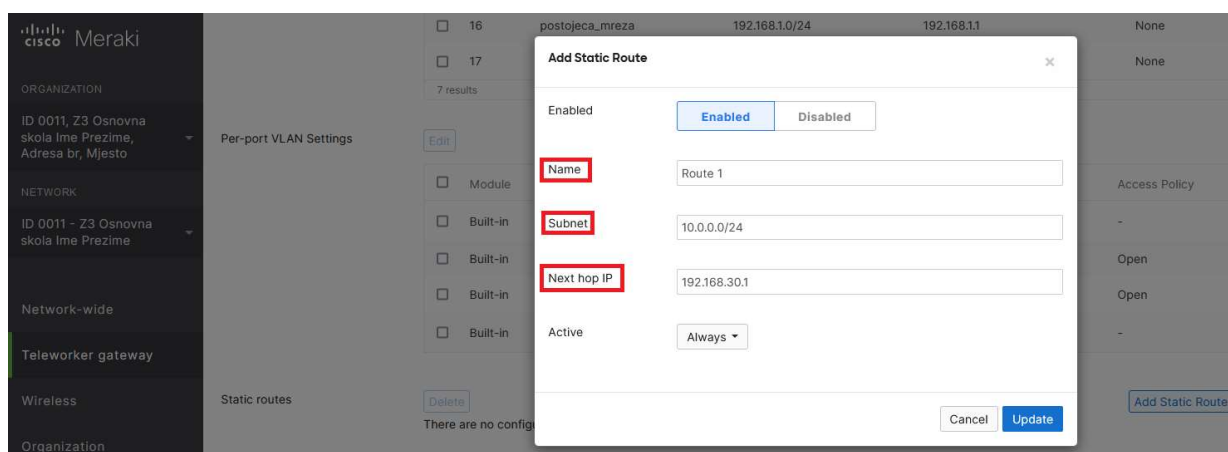 cisco Meraki
ORGANIZATION
ID 0011, Z3 Osnovna
skola Ime Prezime,
Adresa br, Mjesto
NETWORK
ID 0011 - Z3 Osnovna
skola Ime Prezime
Network-wide
Teleworker gateway
Wireless
Organization
16 postojeca_mreza 192.168.1.0/24 192.168.1.1 None
17 None
7 results
Per-port VLAN Settings
Edit
Module Access Policy
Built-in -
Built-in Open
Built-in Open
Built-in -
Static routes
Delete
There are no config
Add Static Route
Add Static Route ×
Enabled Enabled Disabled
Name Route 1
Subnet 10.0.0.0/24
Next hop IP 192.168.30.1
Active Always
Cancel Update